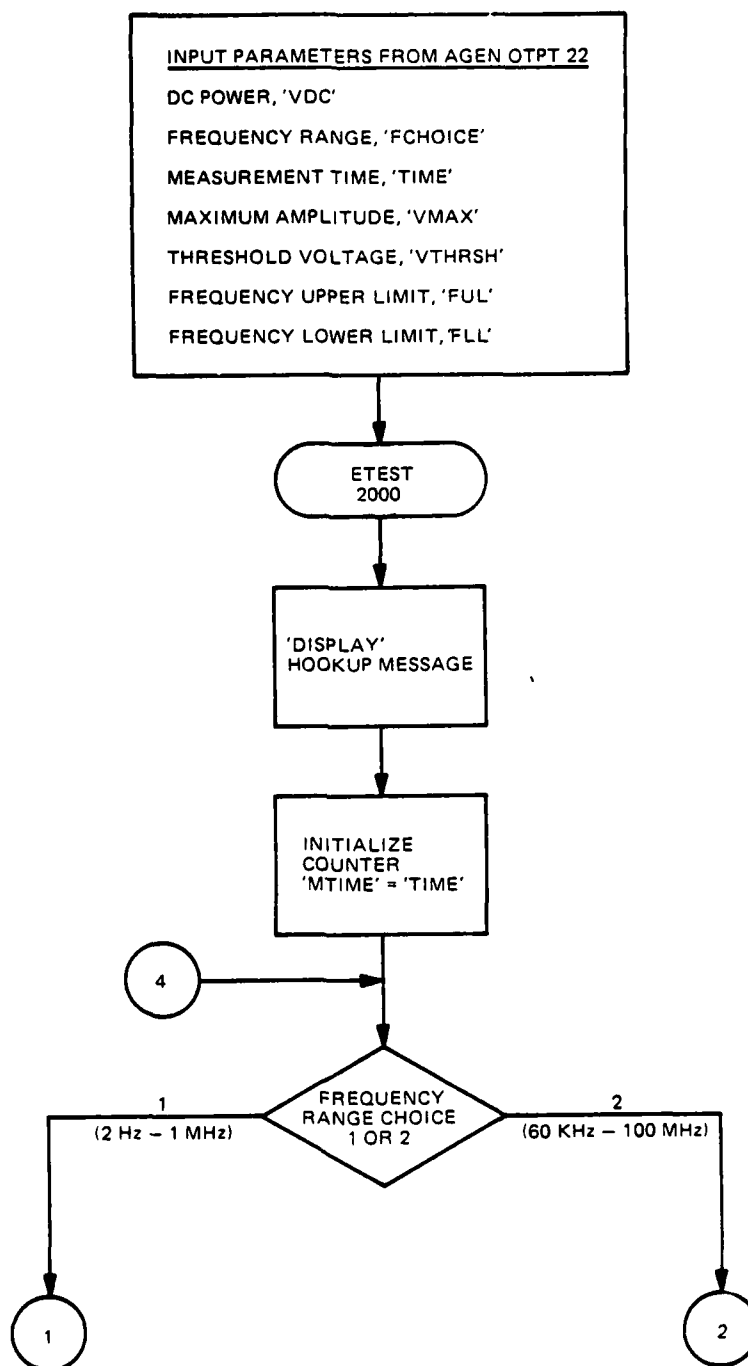 INPUT PARAMETERS FROM AGEN OTPT 22
DC POWER, 'VDC'
FREQUENCY RANGE, 'FCHOICE'
MEASUREMENT TIME, 'TIME'
MAXIMUM AMPLITUDE, 'VMAX'
THRESHOLD VOLTAGE, 'VTHRSH'
FREQUENCY UPPER LIMIT, 'FUL'
FREQUENCY LOWER LIMIT, 'FLL'
ETEST
2000
'DISPLAY'
HOOKUP MESSAGE
INITIALIZE
COUNTER
'MTIME' = 'TIME'
4
FREQUENCY
RANGE CHOICE
1 OR 2
1
(2 Hz – 1 MHz)
2
(60 KHz – 100 MHz)
1
2